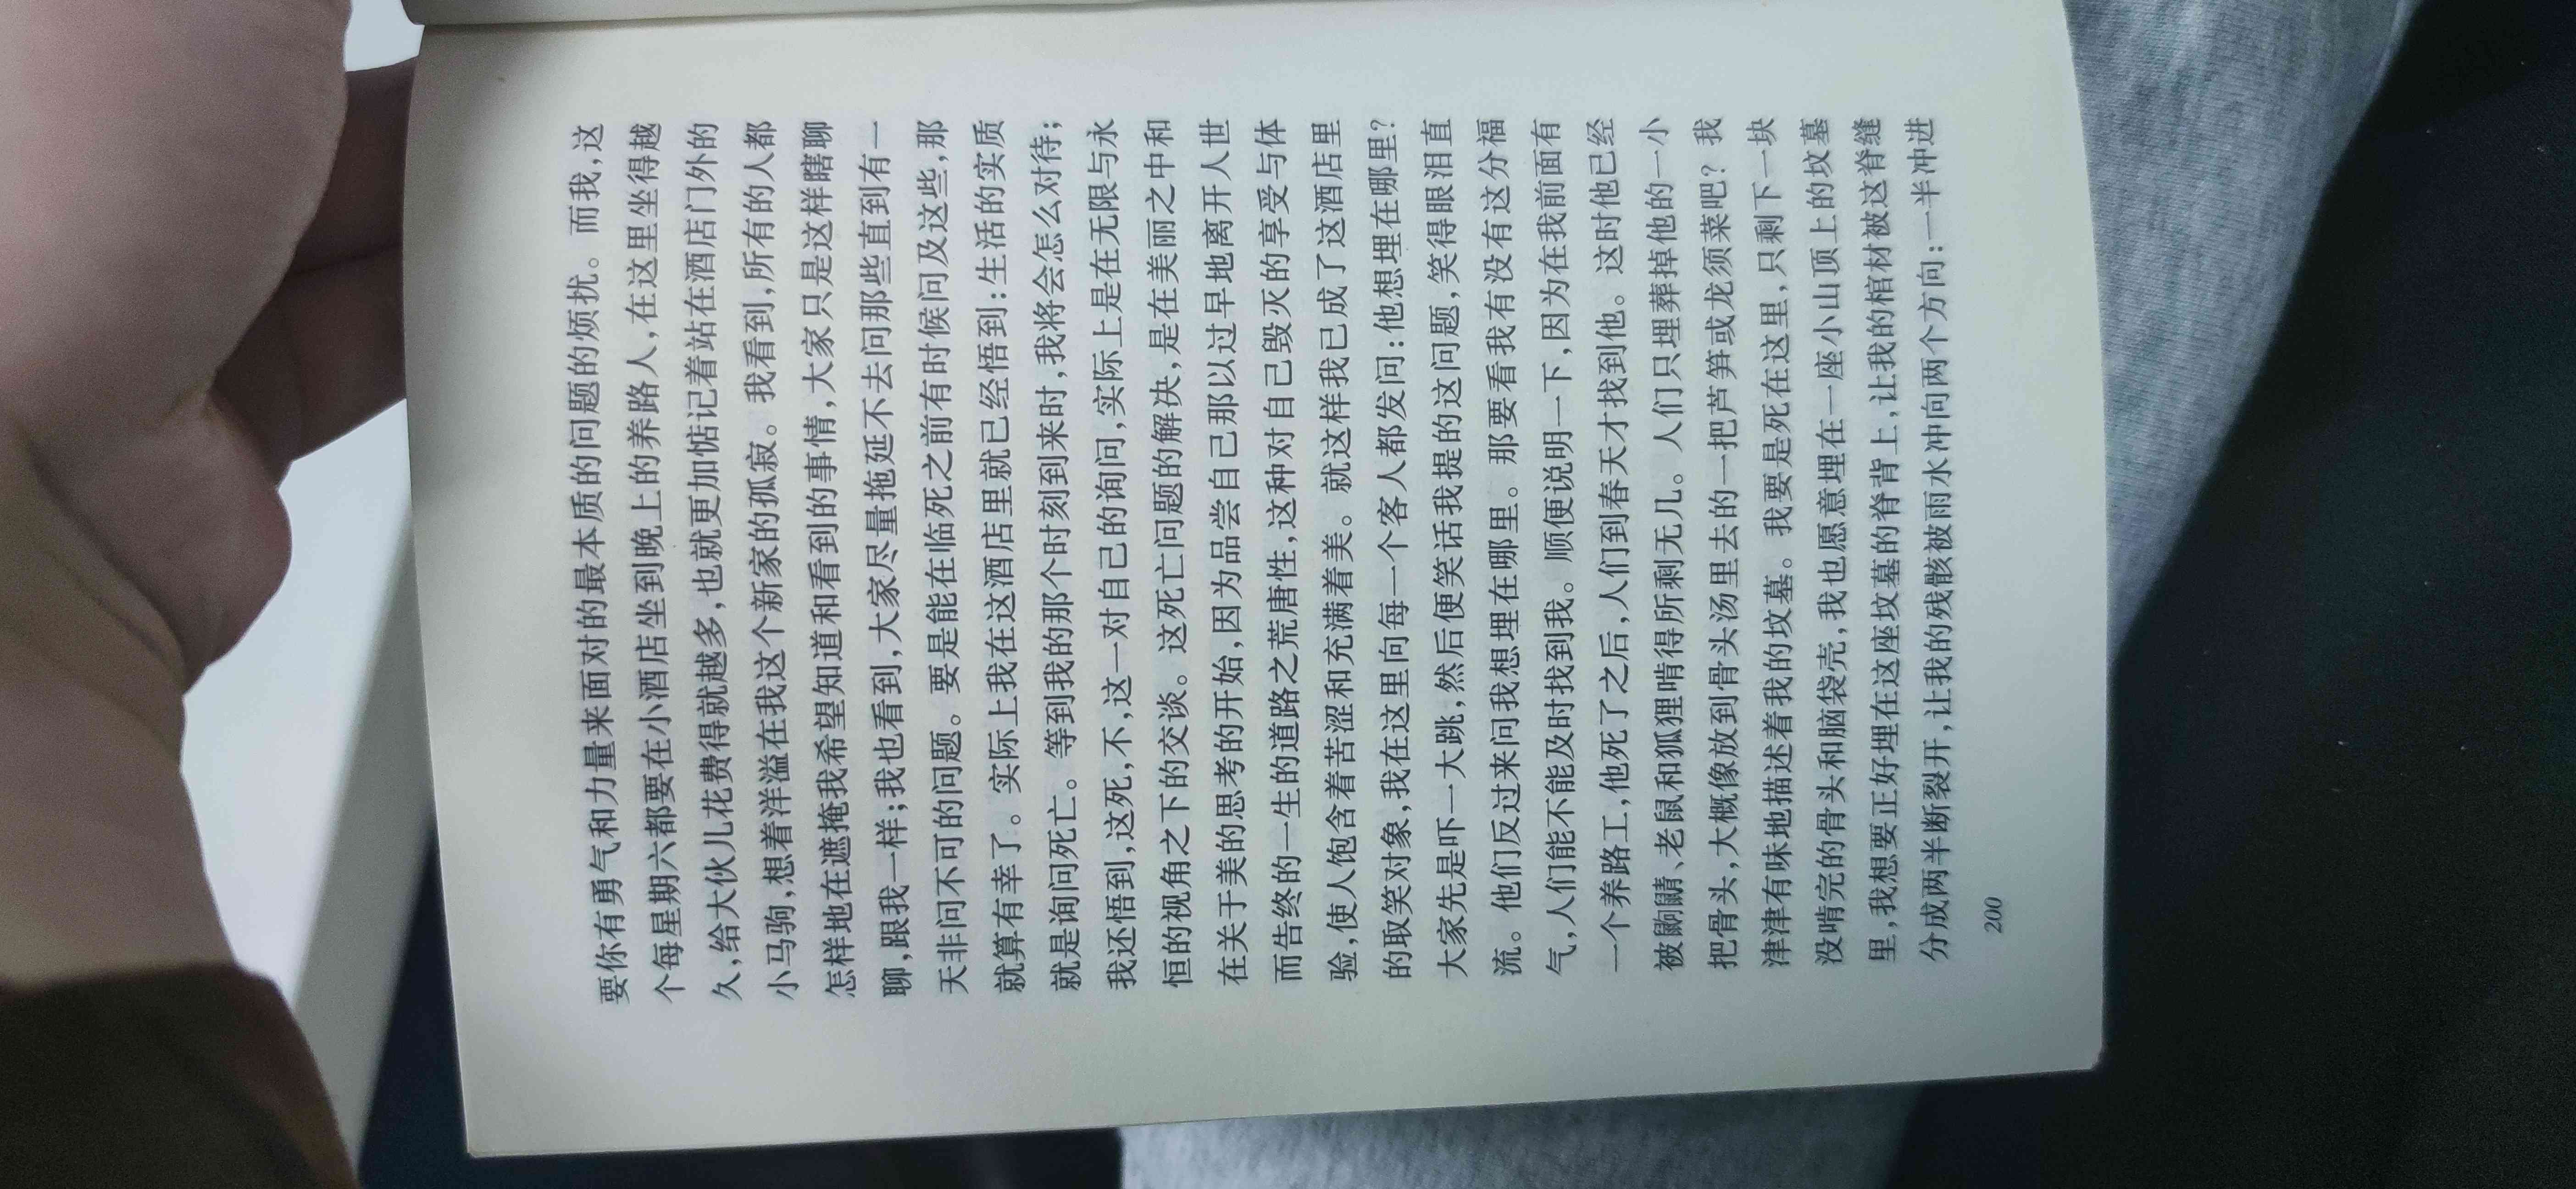 要你有勇气和力量来面对的最本质的问题的烦扰。而我,这
个每星期六都要在小酒店坐到晚上的养路人,在这里坐得越
久,给大伙儿花费得就越多,也就更加惦记着站在酒店门外的
小马驹,想着洋溢在我这个新家的孤寂。我看到,所有的人都
怎样地在遮掩我希望知道和看到的事情,大家只是这样瞎聊
聊,跟我一样;我也看到,大家尽量拖延不去问那些直到有一
天非问不可的问题。要是能在临死之前有时候问及这些,那
就算有幸了。实际上我在这酒店里就已经悟到:生活的实质
就是询问死亡。等到我的那个时刻到来时,我将会怎么对待;
我还悟到,这死,不,这一对自己的询问,实际上是在无限与永
恒的视角之下的交谈。这死亡问题的解决,是在美丽之中和
在关于美的思考的开始,因为品尝自己那以过早地离开人世
而告终的一生的道路之荒唐性,这种对自己毁灭的享受与体
验,使人饱含着苦涩和充满着美。就这样我已成了这酒店里
的取笑对象,我在这里向每一个客人都发问:他想埋在哪里?
大家先是吓一大跳,然后便笑话我提的这问题,笑得眼泪直
流。他们反过来问我想埋在哪里。那要看我有没有这分福
气,人们能不能及时找到我。顺便说明一下,因为在我前面有
一个养路工,他死了之后,人们到春天才找到他。这时他已经
被鼩鼱、老鼠和狐狸啃得所剩无几。人们只埋葬掉他的一小
把骨头,大概像放到骨头汤里去的一把芦笋或龙须菜吧?我
津津有味地描述着我的坟墓。我要是死在这里,只剩下一块
没啃完的骨头和脑袋壳,我也愿意埋在一座小山顶上的坟墓
里,我想要正好埋在这座坟墓的脊背上,让我的棺材被这脊缝
分成两半断裂开,让我的残骸被雨水冲向两个方向:一半冲进
200